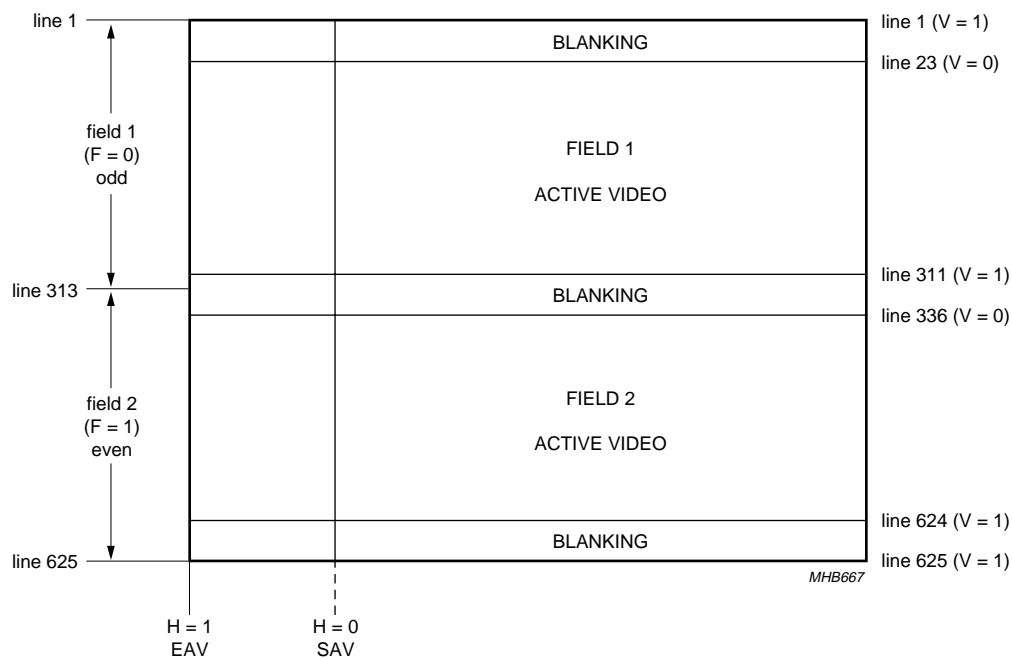 line 1
line 1 (V = 1)
BLANKING
line 23 (V = 0)
field 1
(F = 0)
odd
FIELD 1
ACTIVE VIDEO
line 311 (V = 1)
line 313
BLANKING
line 336 (V = 0)
field 2
(F = 1)
even
FIELD 2
ACTIVE VIDEO
line 624 (V = 1)
BLANKING
line 625
line 625 (V = 1)
MHB667
H = 1
EAV
H = 0
SAV